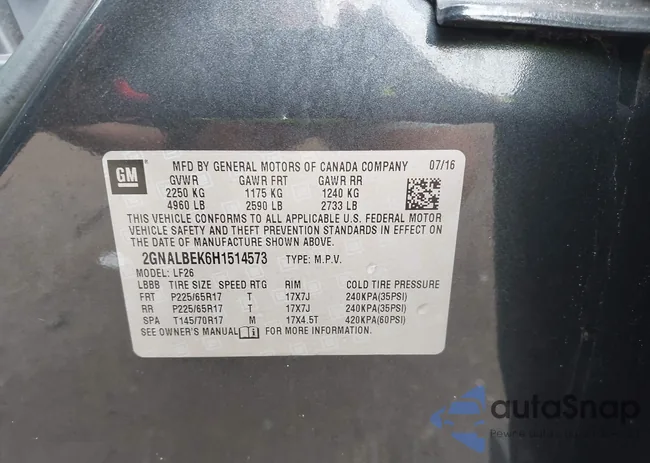 GM
MFD BY GENERAL MOTORS OF CANADA COMPANY 07/16
GVWR GAWR FRT GAWR RR
2250 KG 1175 KG 1240 KG
4960 LB 2590 LB 2733 LB
THIS VEHICLE CONFORMS TO ALL APPLICABLE U.S. FEDERAL MOTOR
VEHICLE SAFETY AND THEFT PREVENTION STANDARDS IN EFFECT ON
THE DATE OF MANUFACTURE SHOWN ABOVE.
2GNALBEK6H1514573 TYPE: M.P.V.
MODEL: LF26
LBBB TIRE SIZE SPEED RTG RIM COLD TIRE PRESSURE
FRT P225/65R17 T 17X7J 240KPA(35PSI)
RR P225/65R17 T 17X7J 240KPA(35PSI)
SPA T145/70R17 M 17X4.5T 420KPA(60PSI)
SEE OWNER'S MANUAL FOR MORE INFORMATION
autoSnap